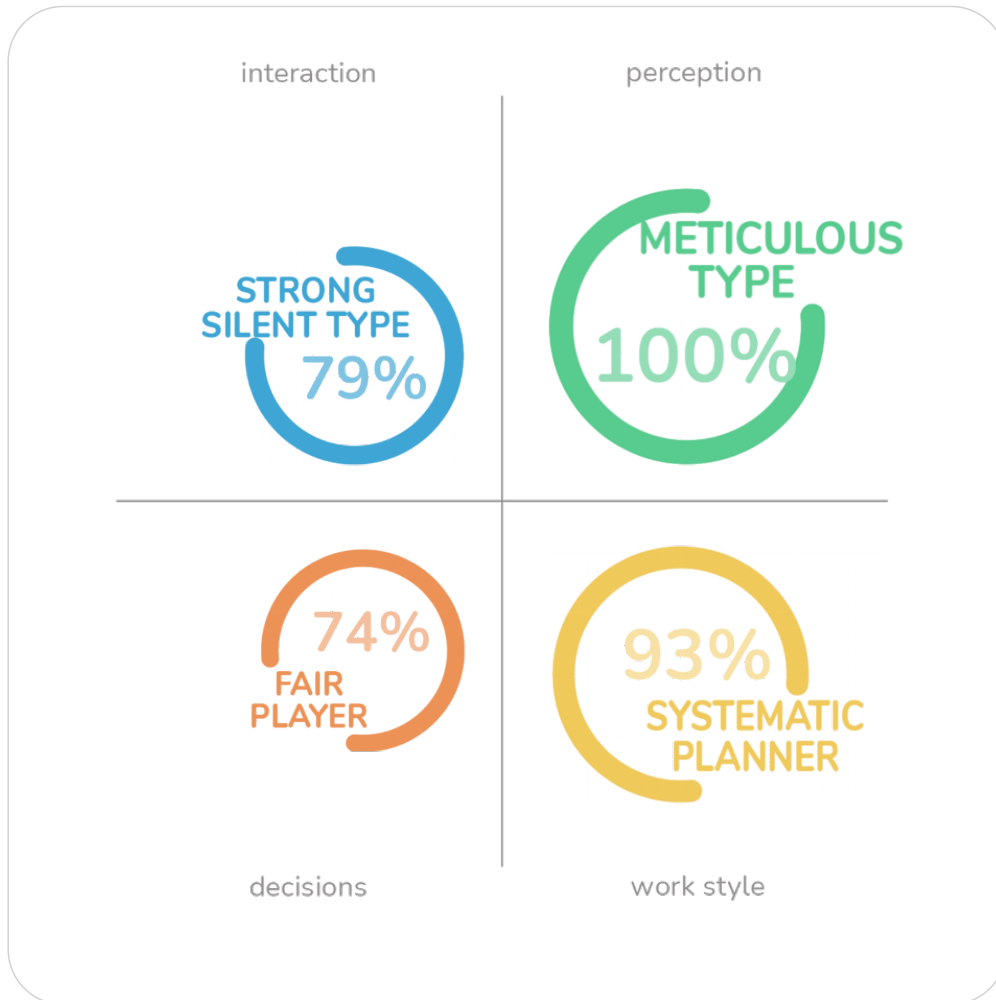 interaction
perception
STRONG
SILENT TYPE
79%
METICULOUS
TYPE
100%
74%
FAIR
PLAYER
93%
SYSTEMATIC
PLANNER
decisions
work style